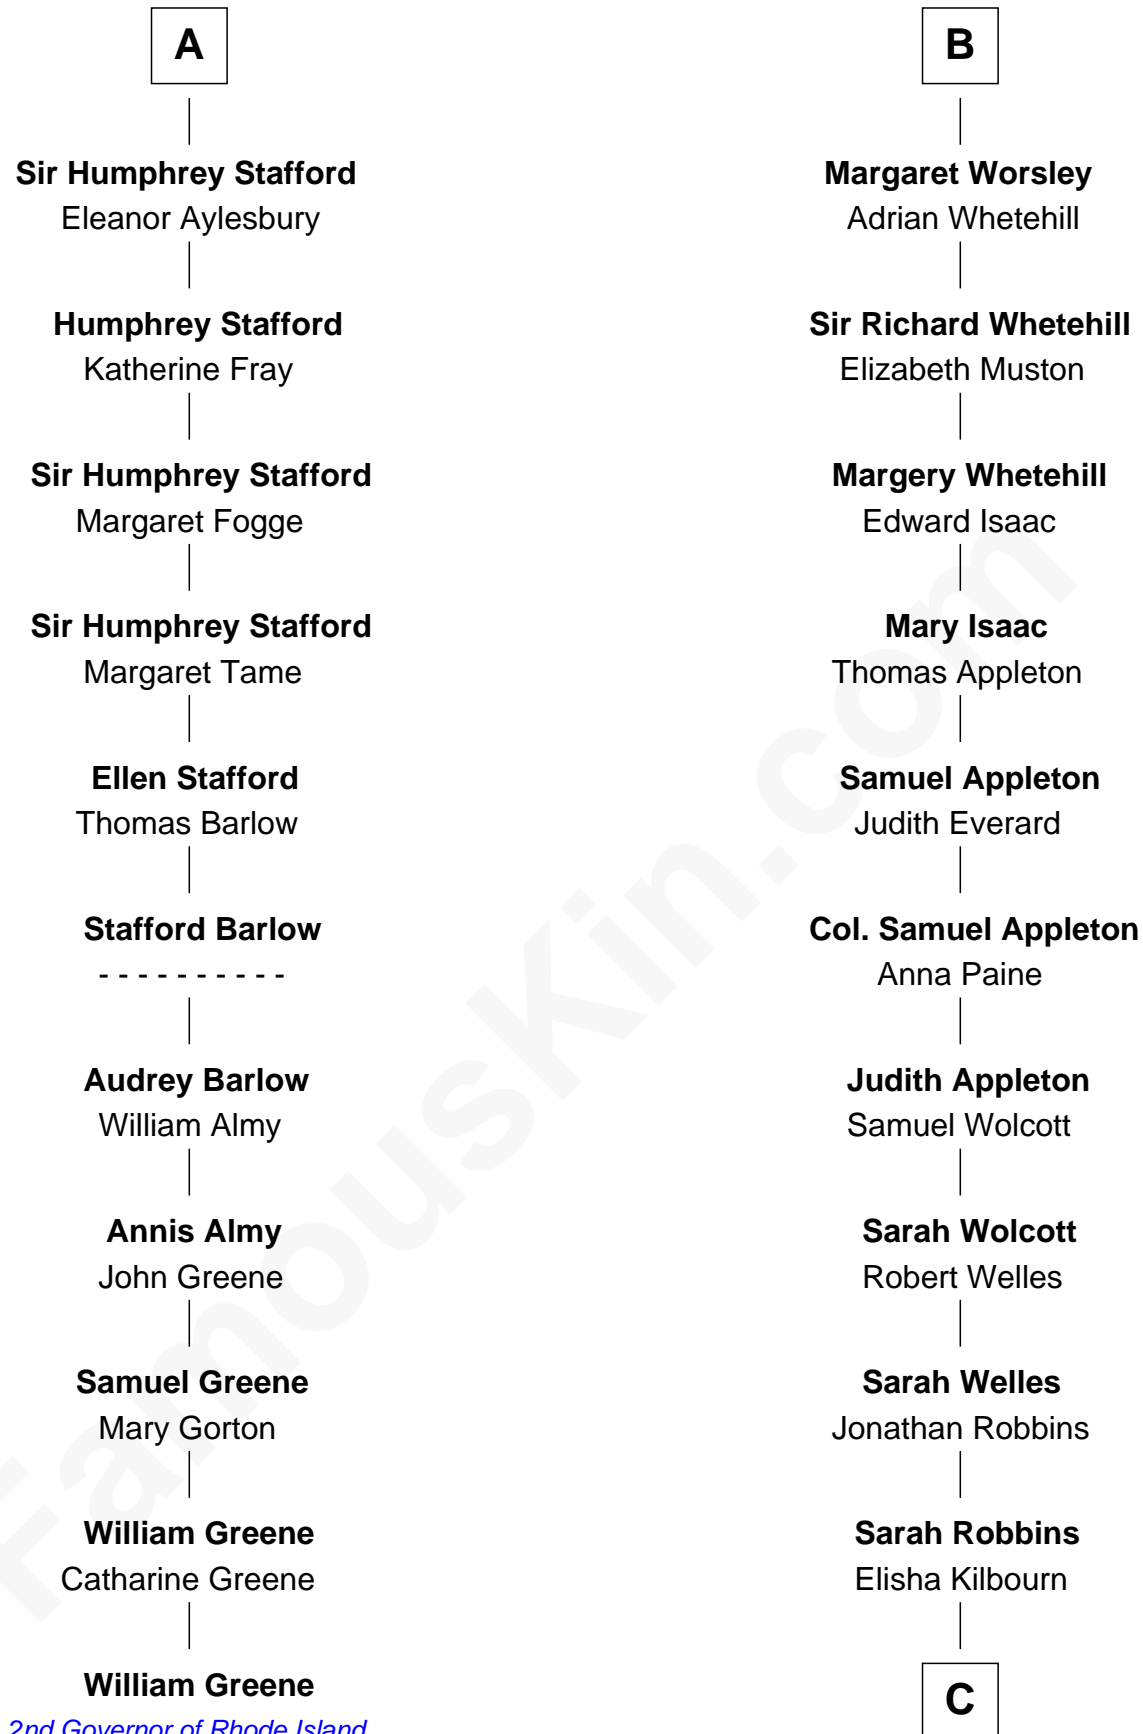 A
Sir Humphrey Stafford
Eleanor Aylesbury
Humphrey Stafford
Katherine Fray
Sir Humphrey Stafford
Margaret Fogge
Sir Humphrey Stafford
Margaret Tame
Ellen Stafford
Thomas Barlow
Stafford Barlow
- - - - - - - - - -
Audrey Barlow
William Almy
Annis Almy
John Greene
Samuel Greene
Mary Gorton
William Greene
Catharine Greene
William Greene
2nd Governor of Rhode Island
B
Margaret Worsley
Adrian Whetehill
Sir Richard Whetehill
Elizabeth Muston
Margery Whetehill
Edward Isaac
Mary Isaac
Thomas Appleton
Samuel Appleton
Judith Everard
Col. Samuel Appleton
Anna Paine
Judith Appleton
Samuel Wolcott
Sarah Wolcott
Robert Welles
Sarah Welles
Jonathan Robbins
Sarah Robbins
Elisha Kilbourn
C
FamousKin.com